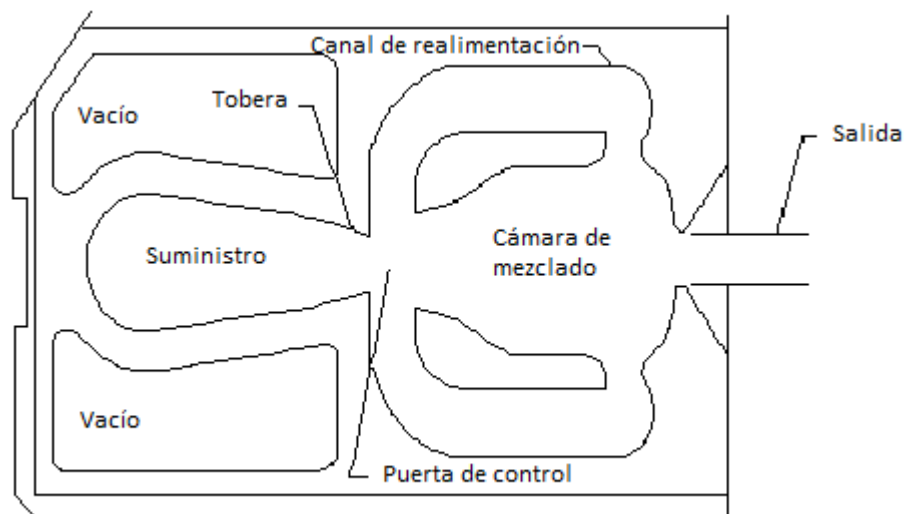 Canal de realimentación
Tobera
Vacío
Salida
Suministro
Cámara de
mezclado
Vacío
Puerta de control